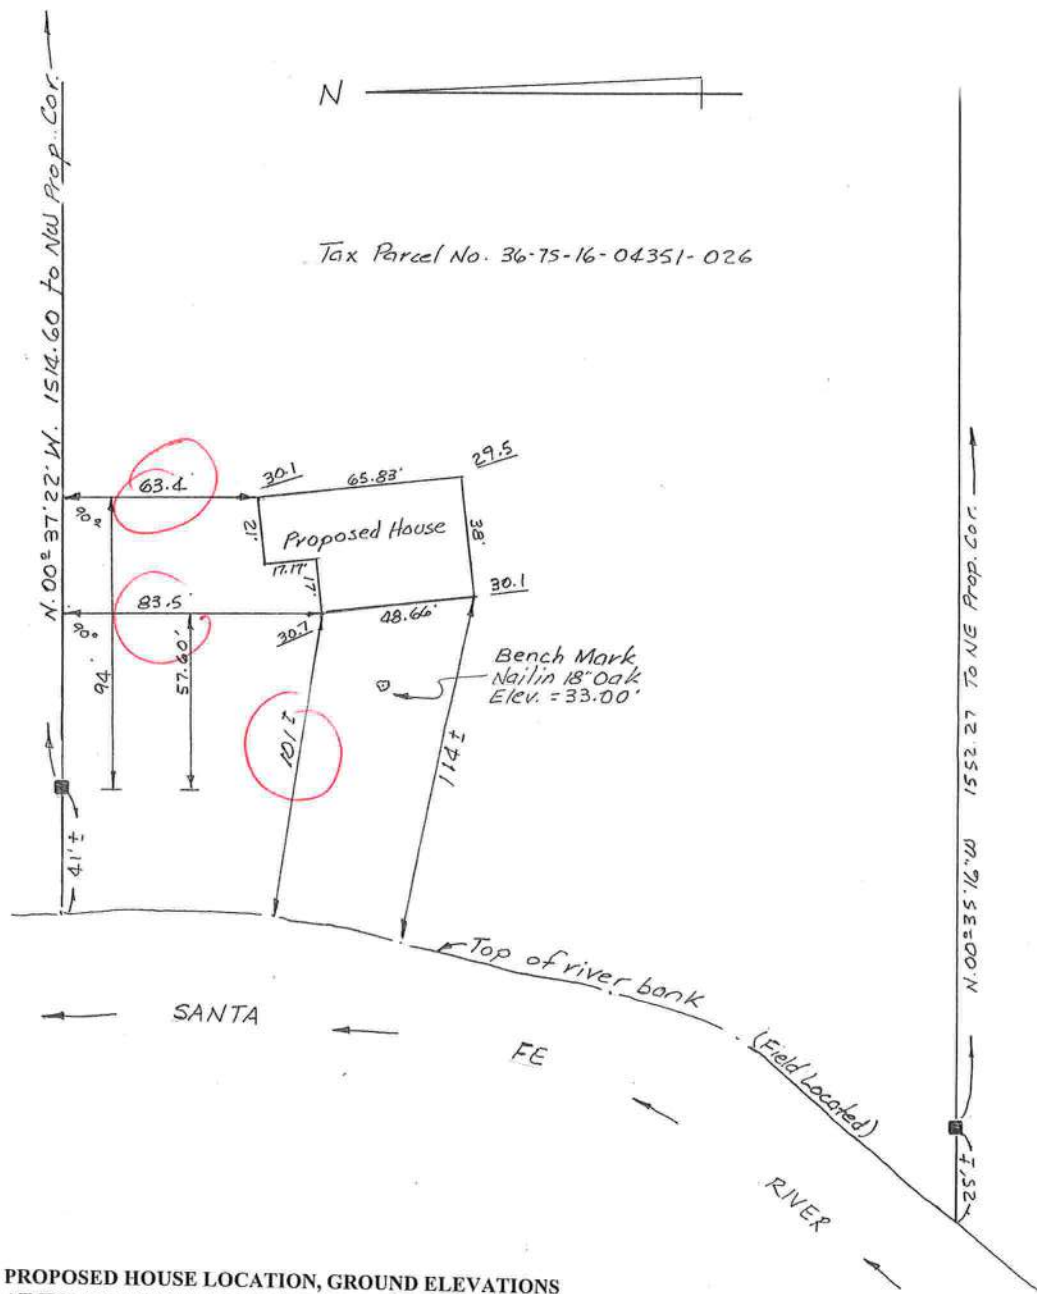 N
Tax Parcel No. 36-7S-16-04351-026
N.00°37'22"W. 1514.60 to NW Prop. Cor.
63.4'
90°
30.1
65.83'
29.5
21'
Proposed House
38'
17.17'
17'
30.1
83.5'
90°
30.7
48.66'
94
57.60'
Bench Mark
Nail in 18" Oak
Elev. = 33.00'
101'±
114'±
41'±
N.00°35'16"W 1552.27 TO NE Prop. Cor.
Top of river bank
(Field Located)
25'±
SANTA
FE
RIVER
PROPOSED HOUSE LOCATION, GROUND ELEVATIONS